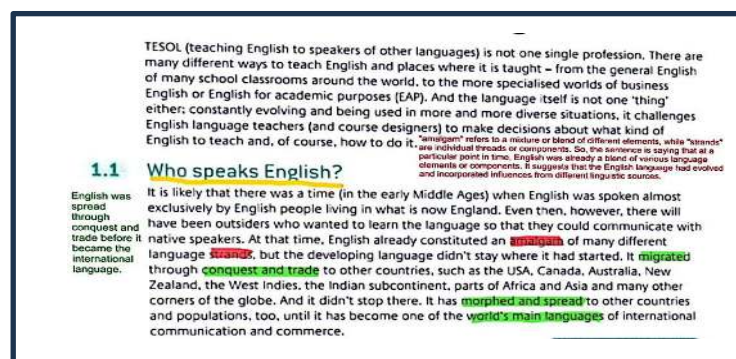 TESOL (teaching English to speakers of other languages) is not one single profession. There are
many different ways to teach English and places where it is taught – from the general English
of many school classrooms around the world, to the more specialised worlds of business
English or English for academic purposes (EAP). And the language itself is not one 'thing'
either; constantly evolving and being used in more and more diverse situations, it challenges
English language teachers (and course designers) to make decisions about what kind of
English to teach and, of course, how to do it.
"amalgam" refers to a mixture or blend of different elements, while "strands"
are individual threads or components. So, the sentence is saying that at a
particular point in time, English was already a blend of various language
elements or components. It suggests that the English language had evolved
and incorporated influences from different linguistic sources.
1.1 Who speaks English?
English was
spread
through
conquest and
trade before it
became the
international
language.
It is likely that there was a time (in the early Middle Ages) when English was spoken almost
exclusively by English people living in what is now England. Even then, however, there will
have been outsiders who wanted to learn the language so that they could communicate with
native speakers. At that time, English already constituted an amalgam of many different
language strands, but the developing language didn't stay where it had started. It migrated
through conquest and trade to other countries, such as the USA, Canada, Australia, New
Zealand, the West Indies, the Indian subcontinent, parts of Africa and Asia and many other
corners of the globe. And it didn't stop there. It has morphed and spread to other countries
and populations, too, until it has become one of the world's main languages of international
communication and commerce.